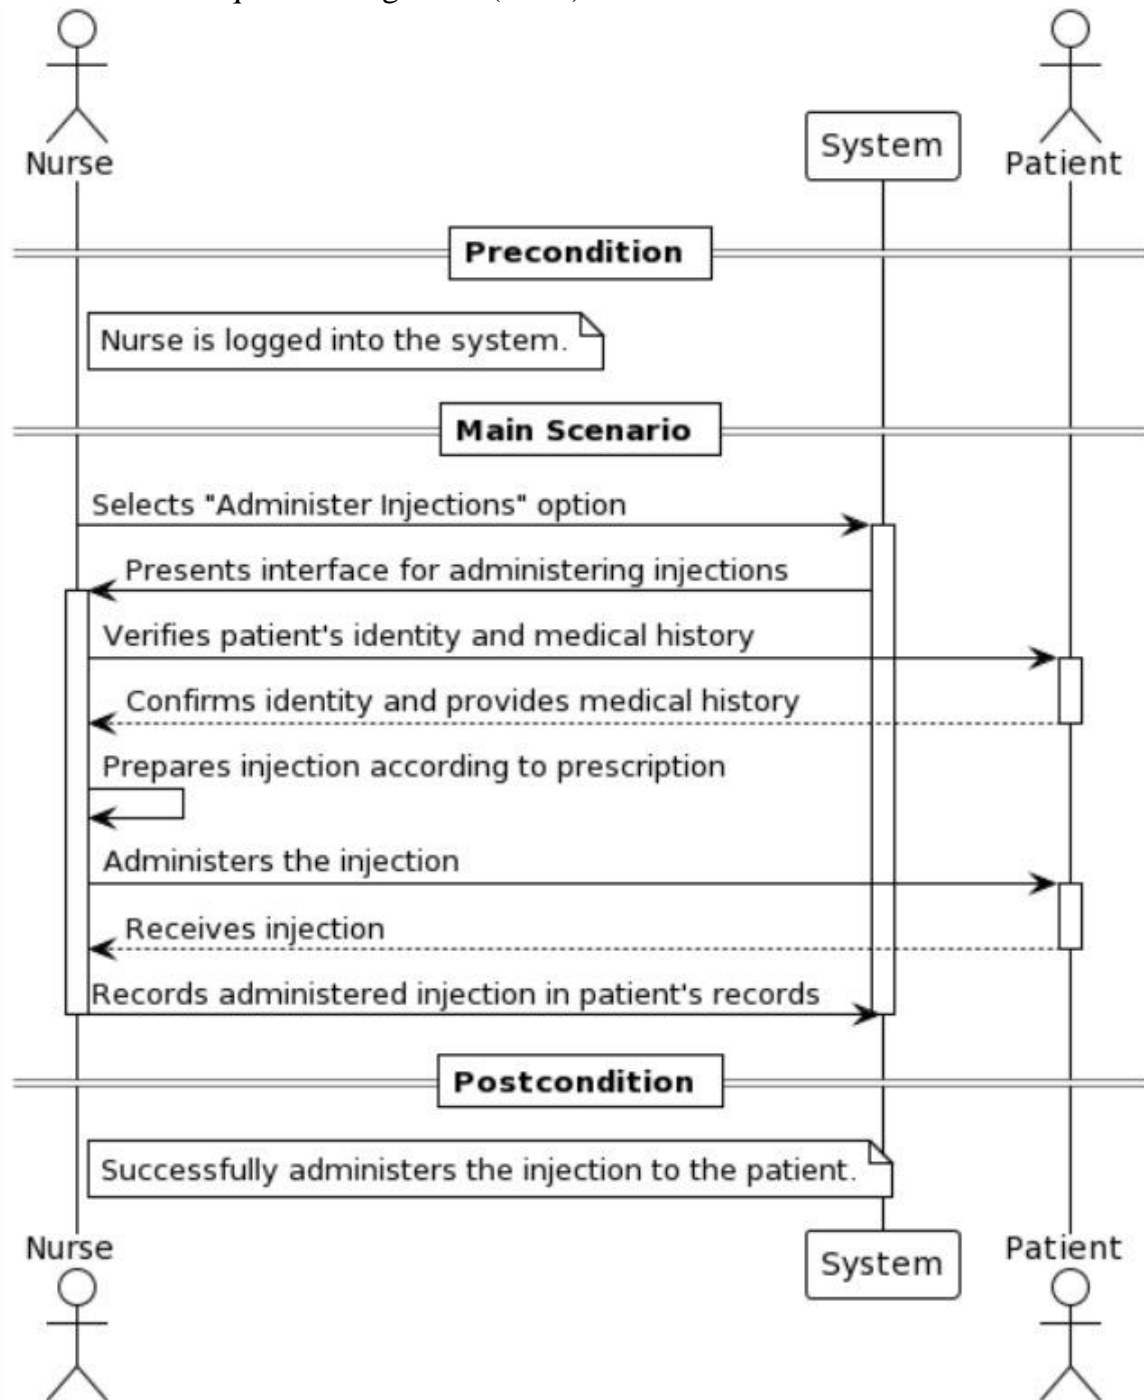 Nurse
System
Patient
Precondition
Nurse is logged into the system.
Main Scenario
Selects "Administer Injections" option
Presents interface for administering injections
Verifies patient's identity and medical history
Confirms identity and provides medical history
Prepares injection according to prescription
Administers the injection
Receives injection
Records administered injection in patient's records
Postcondition
Successfully administers the injection to the patient.
Nurse
System
Patient